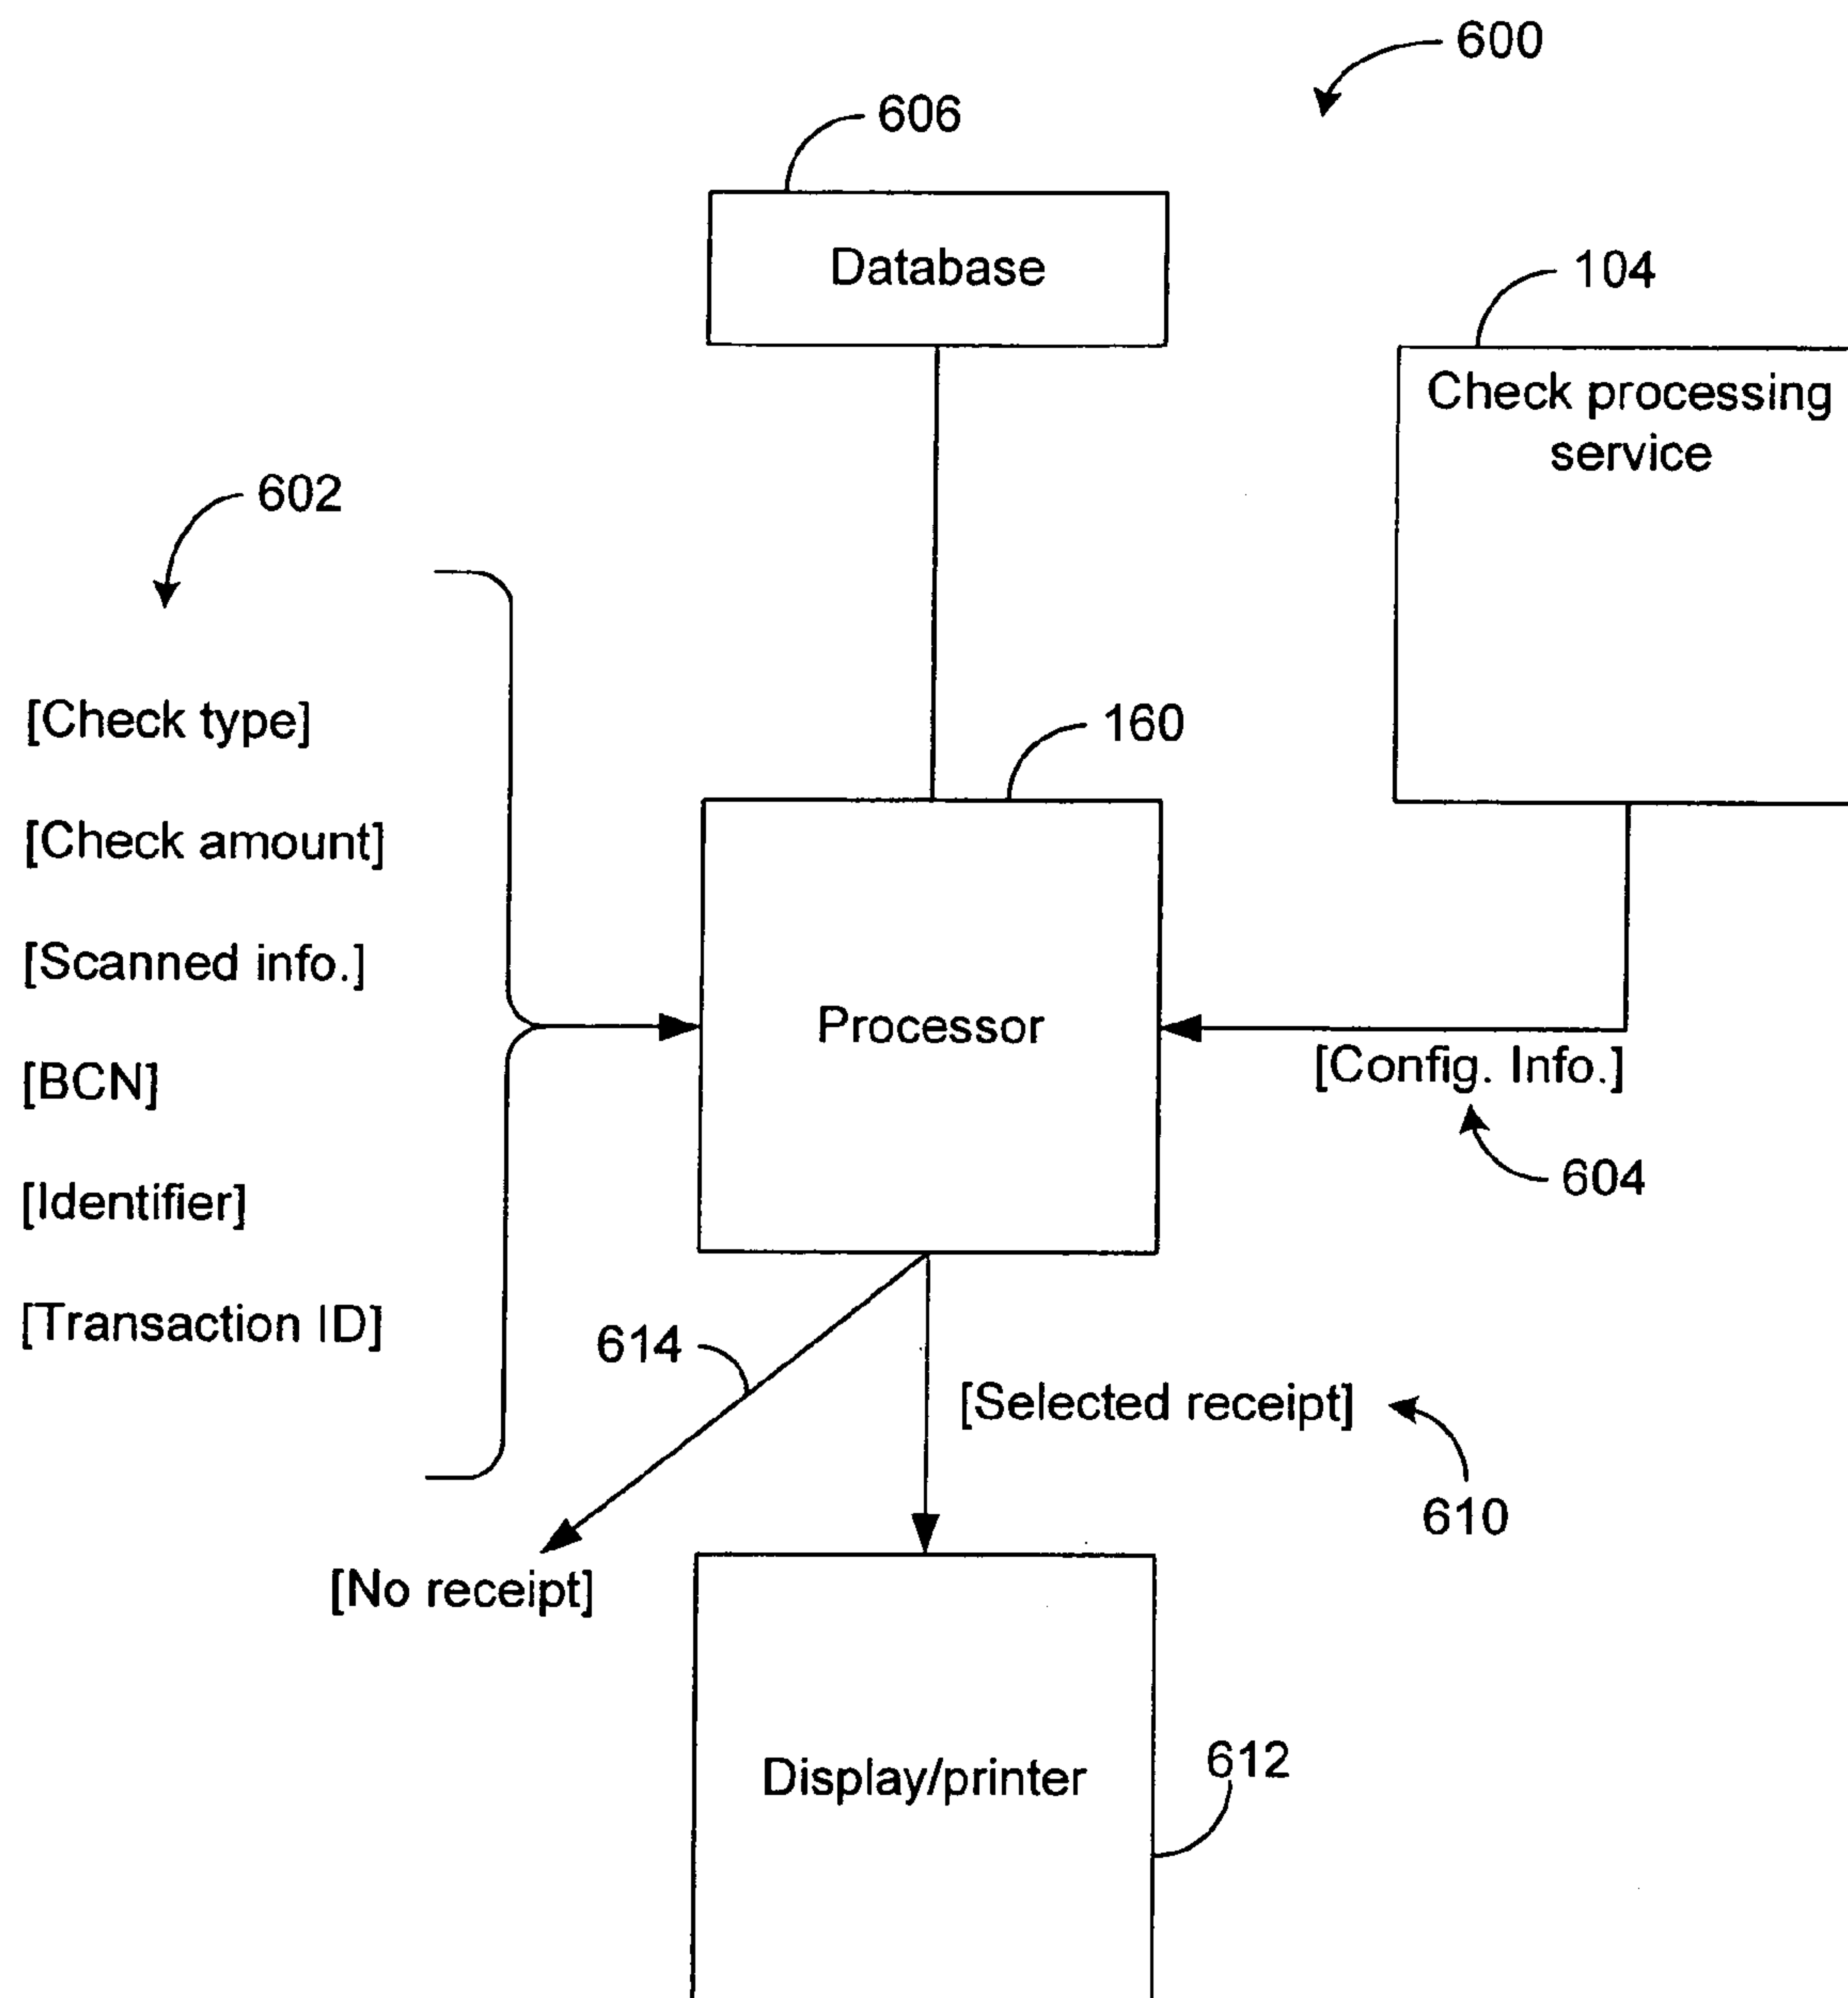 600
606
Database
104
Check processing
service
602
[Check type]
[Check amount]
[Scanned info.]
[BCN]
[Identifier]
[Transaction ID]
160
Processor
[Config. Info.]
604
614
[Selected receipt]
610
[No receipt]
Display/printer
612